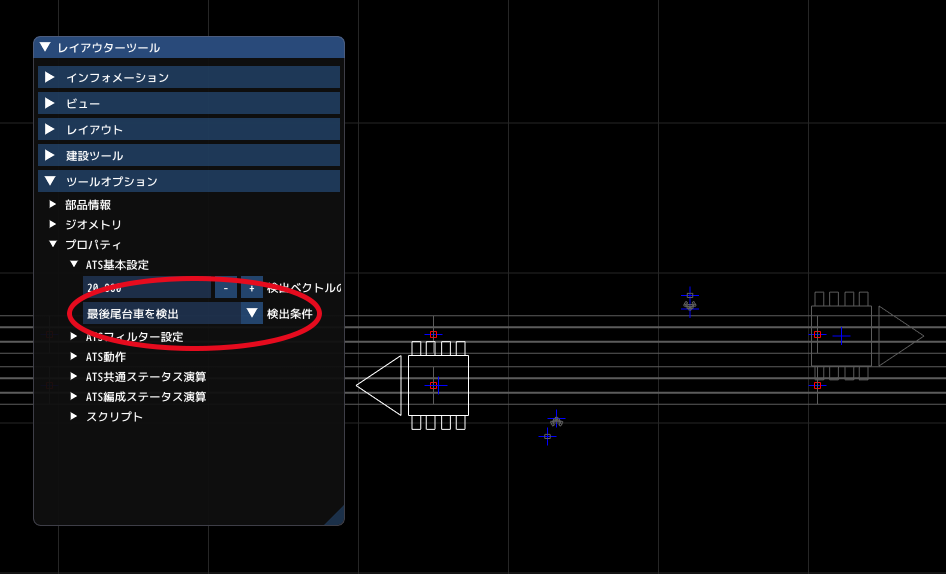 レイアウターツール
インフォメーション
ビュー
レイアウト
建設ツール
ツールオプション
部品情報
ジオメトリ
プロパティ
ATS基本設定
20.000 - + 検出ベクトルの
最後尾台車を検出 検出条件
ATSフィルター設定
ATS動作
ATS共通ステータス演算
ATS編成ステータス演算
スクリプト